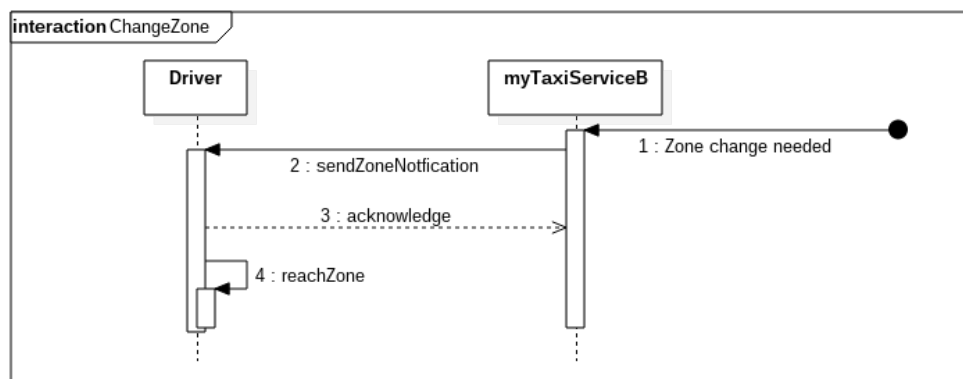 interaction ChangeZone
Driver
myTaxiServiceB
1 : Zone change needed
2 : sendZoneNotfication
3 : acknowledge
4 : reachZone